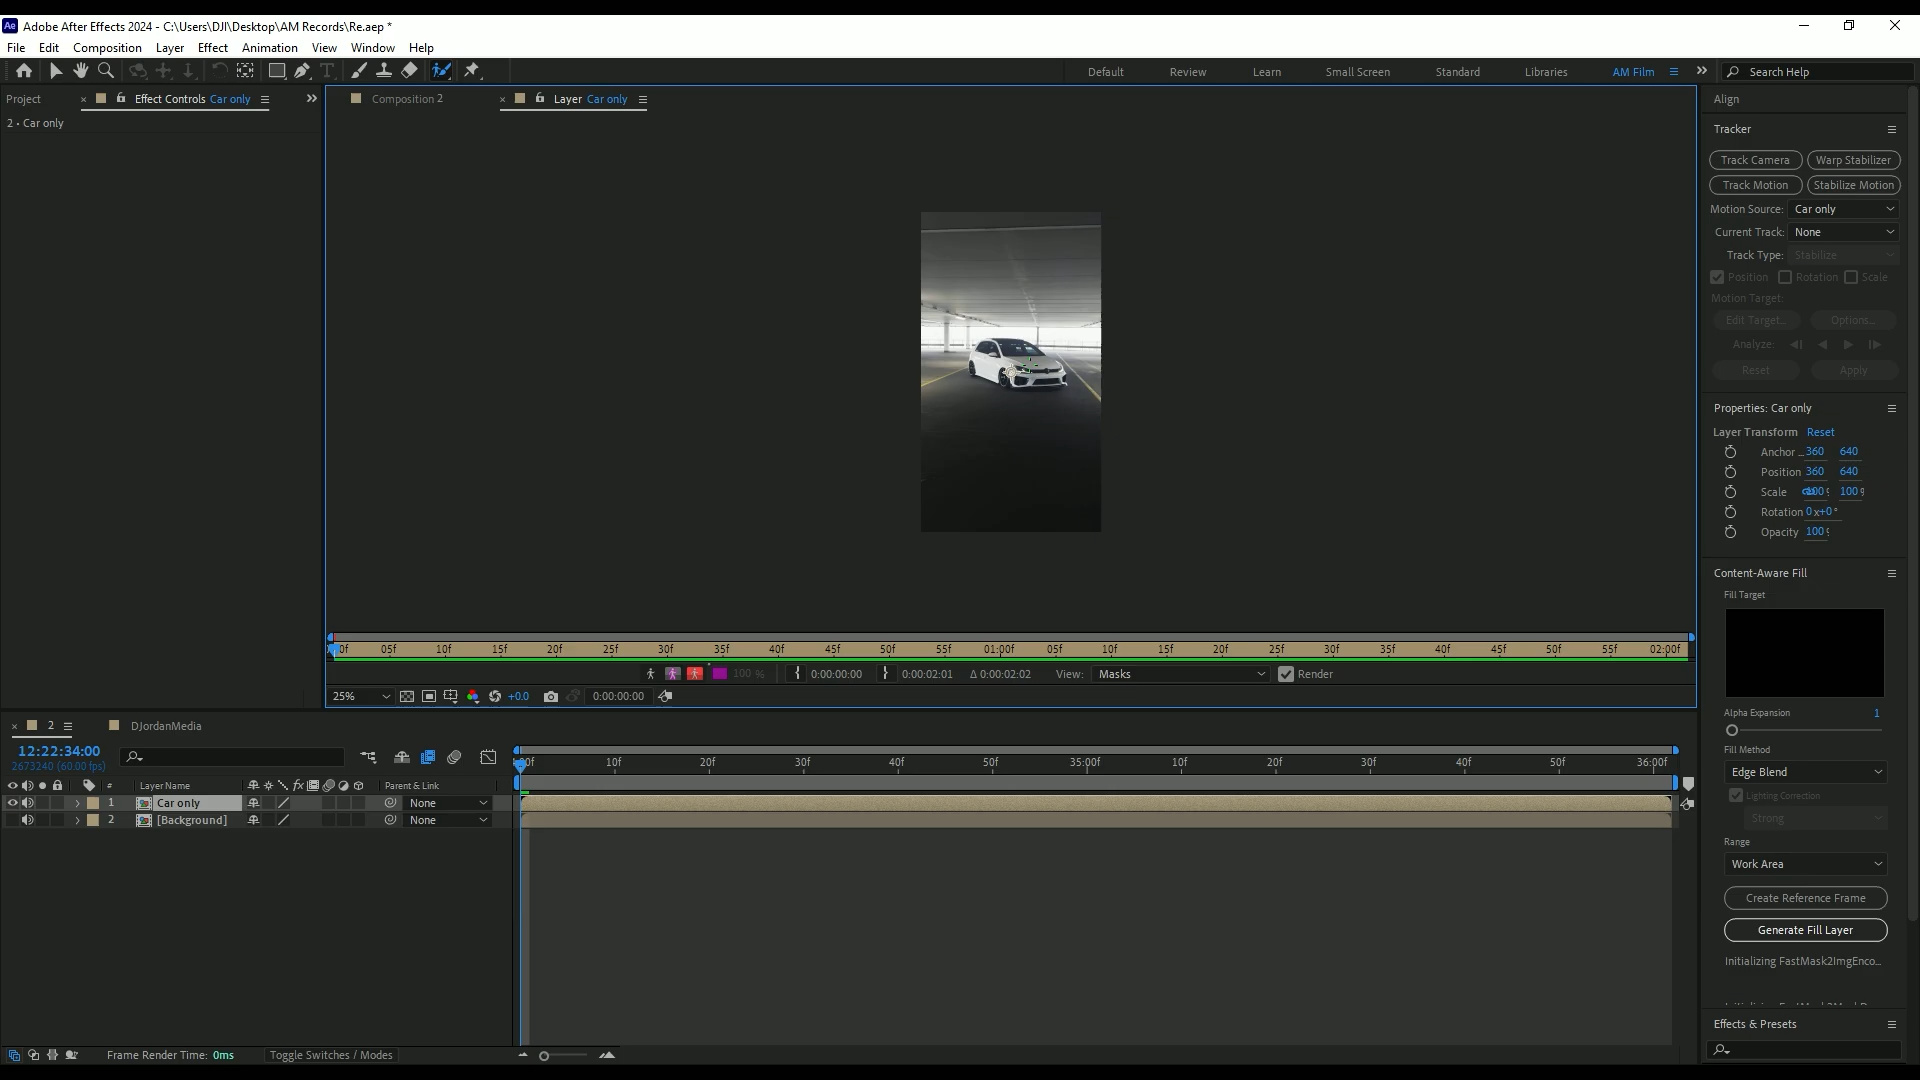 Ae Adobe After Effects 2024 - C:\Users\DJI\Desktop\AM Records\Re.aep *
File Edit Composition Layer Effect Animation View Window Help
Default Review Learn Small Screen Standard Libraries AM Film Search Help
Project Effect Controls Car only Composition 2 Layer Car only
2 • Car only
Align
Tracker
Track Camera Warp Stabilizer
Track Motion Stabilize Motion
Motion Source: Car only
Current Track: None
Track Type: Stabilize
Position Rotation Scale
Motion Target:
Edit Target... Options...
Analyze:
Reset Apply
Properties: Car only
Layer Transform Reset
Anchor ... 360 640
Position 360 640
Scale 100 %
Rotation 0x+0°
Opacity 100
Content-Aware Fill
Fill Target
Alpha Expansion 1
Fill Method
Edge Blend
Lighting Correction
Strong
Range
Work Area
Create Reference Frame
Generate Fill Layer
Initializing FastMask2ImgEnco...
Effects & Presets
05f 10f 15f 20f 25f 30f 35f 40f 45f 50f 55f 01:00f 05f 10f 15f 20f 25f 30f 35f 40f 45f 50f 55f 02:00f
100 % 0:00:00:00 0:00:02:01 Δ 0:00:02:02 View: Masks Render
25% +0.0 0:00:00:00
2 DJordanMedia
12:22:34:00
2673240 (60.00 fps)
10f 20f 30f 40f 50f 35:00f 10f 20f 30f 40f 50f 36:00f
# Layer Name fx Parent & Link
1 Car only None
2 [Background] None
Frame Render Time: 0ms Toggle Switches / Modes